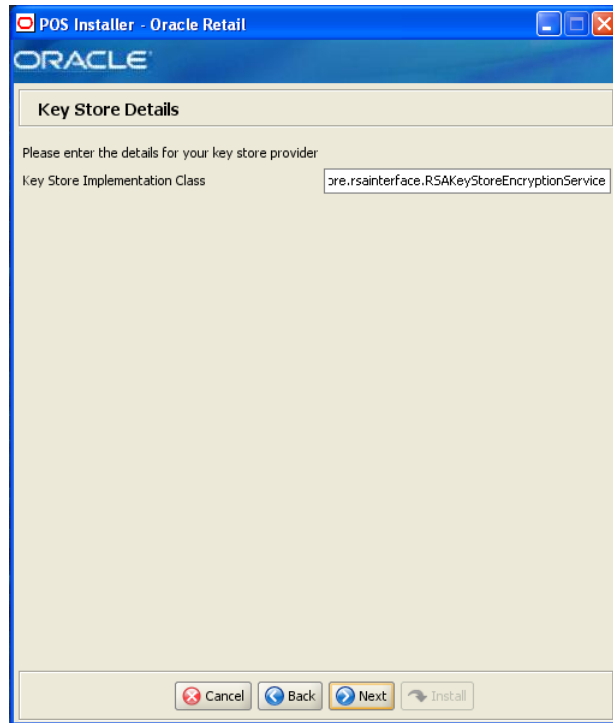 POS Installer - Oracle Retail
ORACLE
Key Store Details
Please enter the details for your key store provider
Key Store Implementation Class
ore.rsainterface.RSAKeyStoreEncryptionService
Cancel
Back
Next
Install